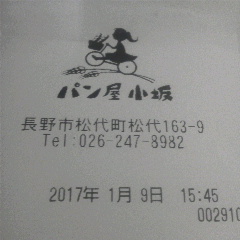 パン屋 小坂
長野市松代町松代163-9
Tel:026-247-8982
2017年 1月 9日 15:45
002910